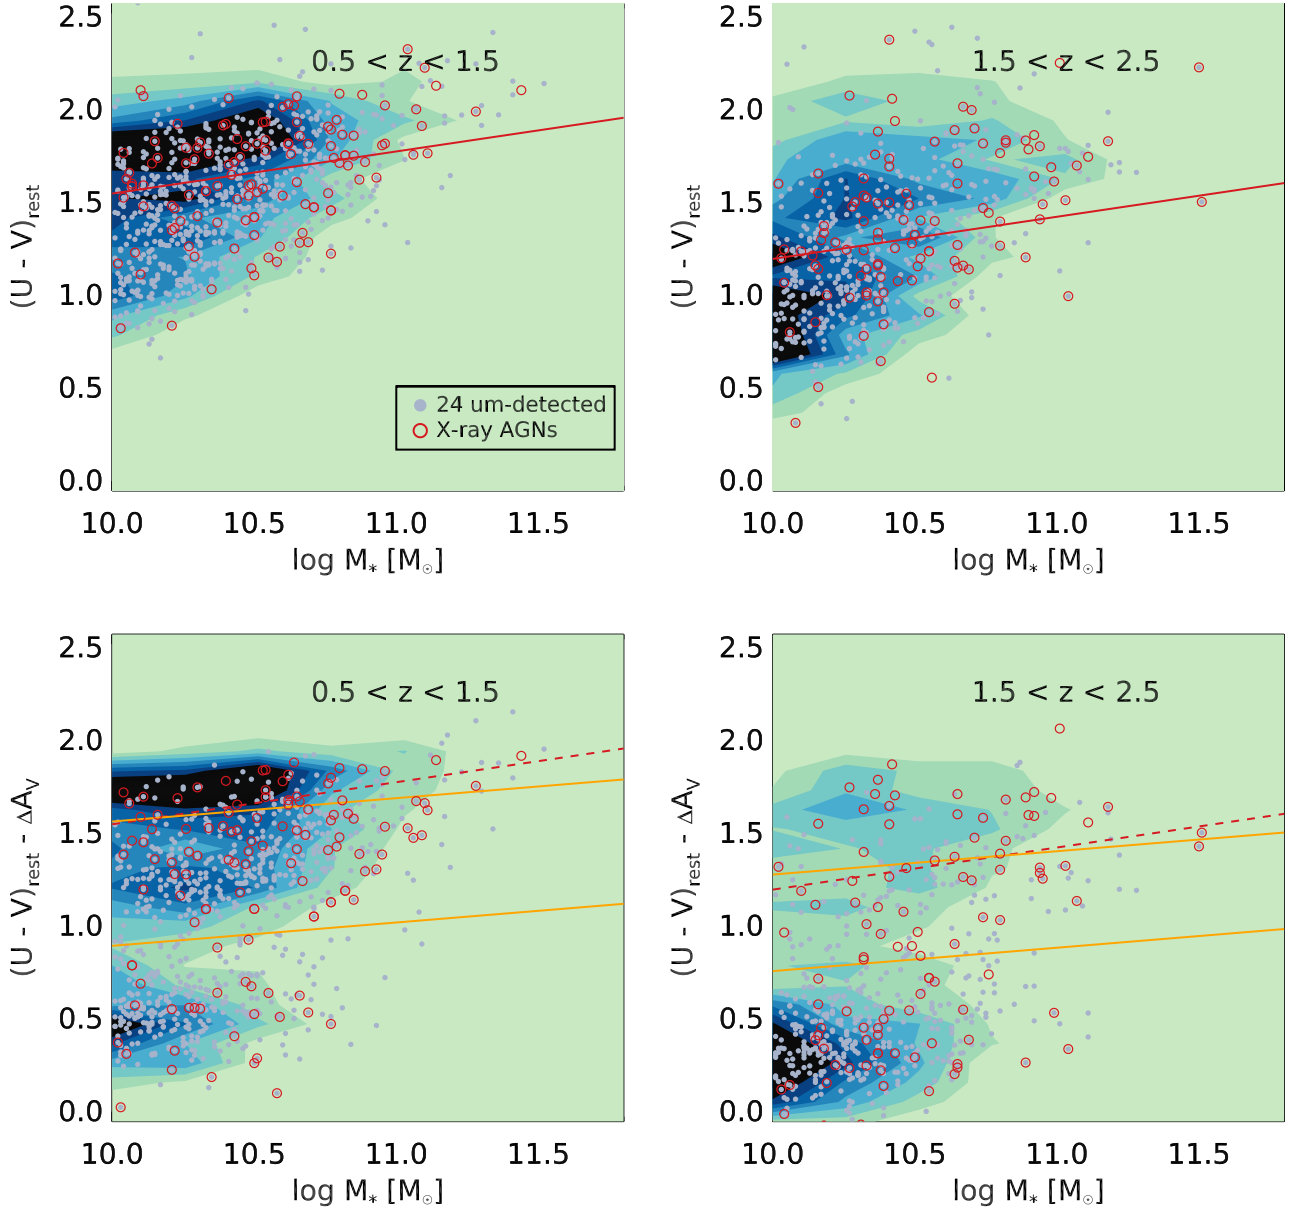 2.5
2.0
1.5
1.0
0.5
0.0
(U - V)rest
0.5 < z < 1.5
24 um-detected
X-ray AGNs
10.0 10.5 11.0 11.5
log M* [M☉]
2.5
2.0
1.5
1.0
0.5
0.0
(U - V)rest
1.5 < z < 2.5
10.0 10.5 11.0 11.5
log M* [M☉]
2.5
2.0
1.5
1.0
0.5
0.0
(U - V)rest - ΔAV
0.5 < z < 1.5
10.0 10.5 11.0 11.5
log M* [M☉]
2.5
2.0
1.5
1.0
0.5
0.0
(U - V)rest - ΔAV
1.5 < z < 2.5
10.0 10.5 11.0 11.5
log M* [M☉]